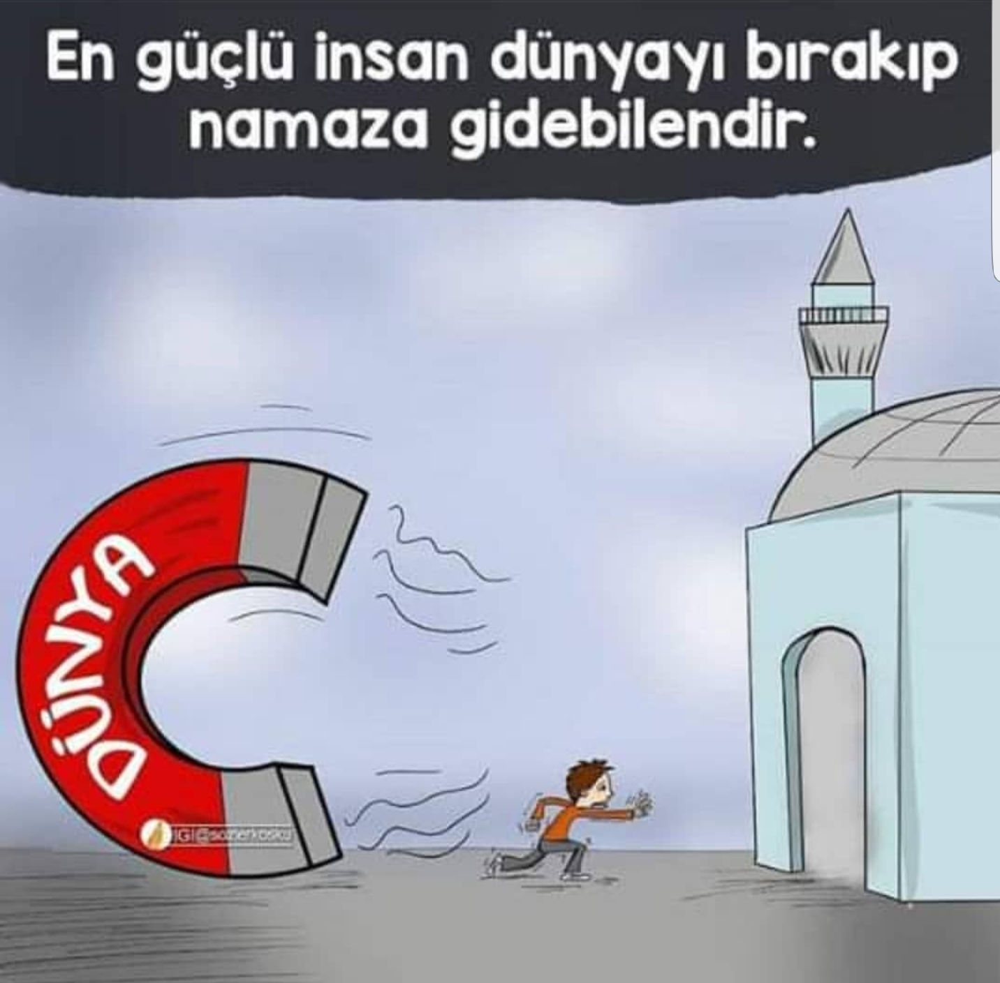 En güçlü insan dünyayı bırakıp
namaza gidebilendir.
DÜNYA